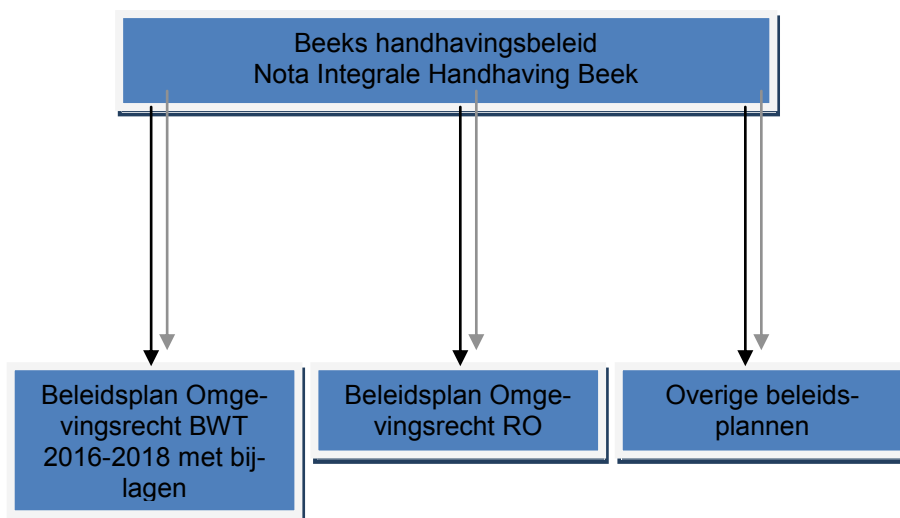 Beeks handhavingsbeleid
Nota Integrale Handhaving Beek
Beleidsplan Omge-
vingsrecht BWT
2016-2018 met bij-
lagen
Beleidsplan Omge-
vingsrecht RO
Overige beleids-
plannen